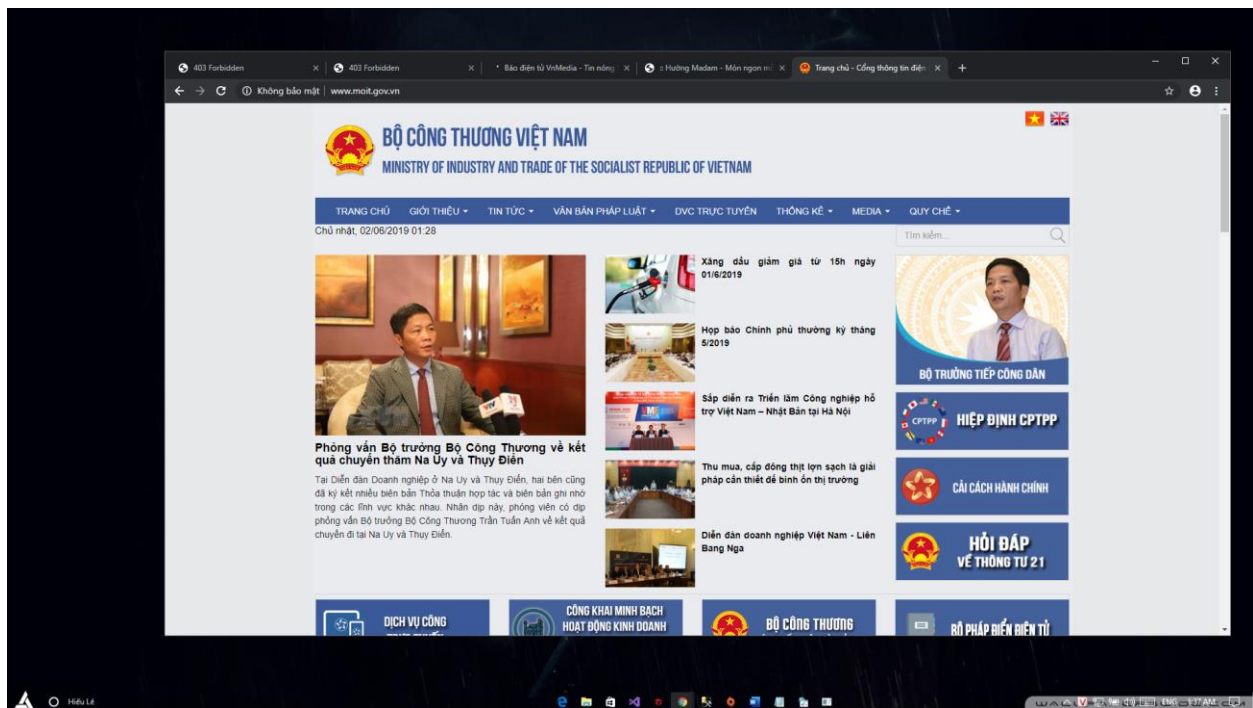 403 Forbidden
403 Forbidden
Báo điện tử VnMedia - Tin nóng
:: Hường Madam - Món ngon mỗ
Trang chủ - Cổng thông tin điện
Không bảo mật | www.moit.gov.vn
BỘ CÔNG THƯƠNG VIỆT NAM
MINISTRY OF INDUSTRY AND TRADE OF THE SOCIALIST REPUBLIC OF VIETNAM
TRANG CHỦ GIỚI THIỆU TIN TỨC VĂN BẢN PHÁP LUẬT DVC TRỰC TUYẾN THỐNG KÊ MEDIA QUY CHẾ
Chủ nhật, 02/06/2019 01:28
Tìm kiếm...
Phỏng vấn Bộ trưởng Bộ Công Thương về kết
quả chuyến thăm Na Uy và Thụy Điển
Tại Diễn đàn Doanh nghiệp ở Na Uy và Thụy Điển, hai bên cũng
đã ký kết nhiều biên bản Thỏa thuận hợp tác và biên bản ghi nhớ
trong các lĩnh vực khác nhau. Nhân dịp này, phóng viên có dịp
phỏng vấn Bộ trưởng Bộ Công Thương Trần Tuấn Anh về kết quả
chuyến đi tại Na Uy và Thụy Điển.
Xăng dầu giảm giá từ 15h ngày
01/6/2019
Họp báo Chính phủ thường kỳ tháng
5/2019
Sắp diễn ra Triển lãm Công nghiệp hỗ
trợ Việt Nam – Nhật Bản tại Hà Nội
Thu mua, cấp đông thịt lợn sạch là giải
pháp cần thiết để bình ổn thị trường
Diễn đàn doanh nghiệp Việt Nam - Liên
Bang Nga
BỘ TRƯỞNG TIẾP CÔNG DÂN
CPTPP
HIỆP ĐỊNH CPTPP
CẢI CÁCH HÀNH CHÍNH
HỎI ĐÁP
VỀ THÔNG TƯ 21
DỊCH VỤ CÔNG
CÔNG KHAI MINH BẠCH
HOẠT ĐỘNG KINH DOANH
BỘ CÔNG THƯƠNG
BỘ PHÁP ĐIỂN ĐIỆN TỬ
Hiếu Lê
ENG